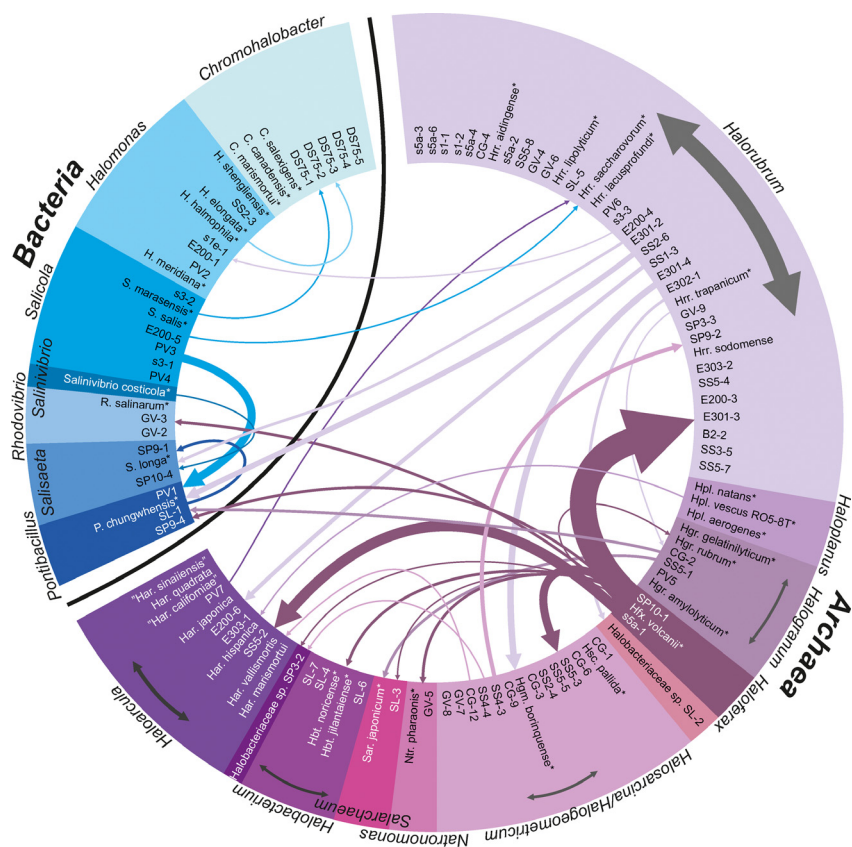 Bacteria
Archaea
Chromohalobacter
DS75-5
DS75-4
DS75-3
DS75-2
DS75-1
C. salexigens*
C. canadensis*
C. marismortui*
Halomonas
H. shengliensis*
SS2-3
H. elongata*
H. halmophila*
s1e-1
E200-1
PV2
H. meridiana*
Salicola
s3-2
S. marasensis*
S. salis*
E200-5
PV3
s3-1
PV4
Salinivibrio
Salinivibrio costicola*
Rhodovibrio
R. salinarum*
GV-3
GV-2
Salisaeta
SP9-1
S. longa*
SP10-4
Pontibacillus
PV1
P. chungwhensis*
SL-1
SP9-4
Haloarcula
"Har. sinaiiensis"*
Har. quadrata
"Har. californiae"*
PV7
Har. japonica
E200-6
E303-1
Har. hispanica
SS5-2
Har. vallismortis
Har. marismortui
Halobacteriaceae sp. SP3-2
Halobacterium
SL-7
SL-4
Hbt. noricense*
Hbt. jilantaiense*
SL-6
Salarchaeum
Sar. japonicum*
SL-3
Natronomonas
Ntr. pharaonis*
GV-5
Halosarcina/Halogeometricum
GV-8
GV-7
CG-12
SS4-4
SS4-3
CG-9
Hgm. borinquense*
CG-3
SS2-4
SS5-5
SS5-3
CG-6
Hsc. pallida*
CG-1
Halobacteriaceae sp. SL-2
Haloferax
s5a-1
Hfx. volcanii*
SP10-1
Halogranum
Hgr. amylolyticum*
PV5
SS5-1
CG-2
Hgr. rubrum*
Hgr. gelatinilyticum*
Haloplanus
Hpl. aerogenes*
Hpl. vescus RO5-8T*
Hpl. natans*
Halorubrum
s5a-3
s5a-6
s1-1
s1-2
s5a-4
CG-4
Hrr. aidingense*
s5a-2
SS5-8
GV-4
GV-6
Hrr. lipolyticum*
SL-5
Hrr. saccharovorum*
Hrr. lacusprofundi*
PV6
s3-3
E200-4
E301-2
SS2-6
SS1-3
E301-4
E302-1
Hrr. trapanicum*
GV-9
SP3-3
SP9-2
Hrr. sodomense
E303-2
SS5-4
E200-3
E301-3
B2-2
SS3-5
SS5-7